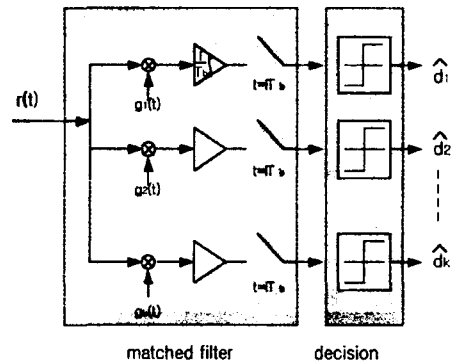 r(t)
g1(t)
t=iTb
d̂1
g2(t)
t=iTb
d̂2
gk(t)
t=iTb
d̂k
matched filter
decision